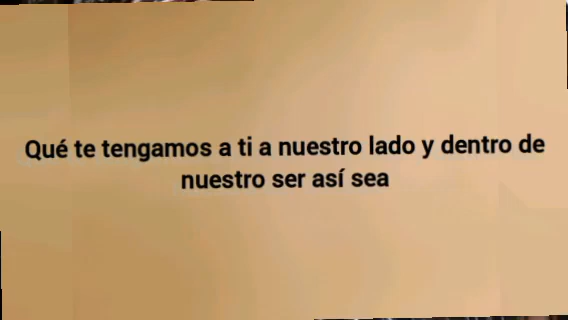 Qué te tengamos a ti a nuestro lado y dentro de
nuestro ser así sea